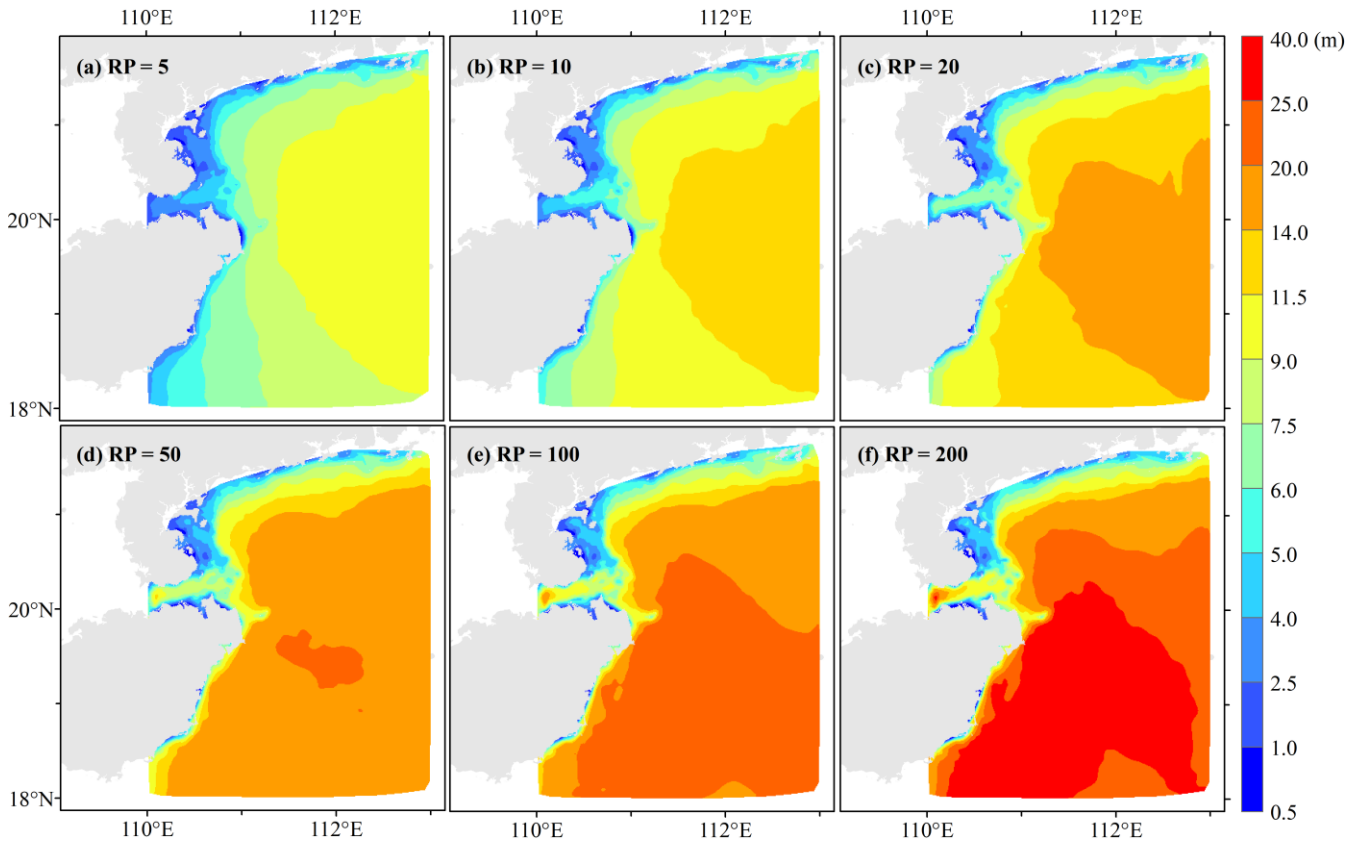 110°E 112°E 110°E 112°E 110°E 112°E
(a) RP = 5
(b) RP = 10
(c) RP = 20
20°N
18°N
(d) RP = 50
(e) RP = 100
(f) RP = 200
20°N
18°N
110°E 112°E 110°E 112°E 110°E 112°E
40.0 (m)
25.0
20.0
14.0
11.5
9.0
7.5
6.0
5.0
4.0
2.5
1.0
0.5